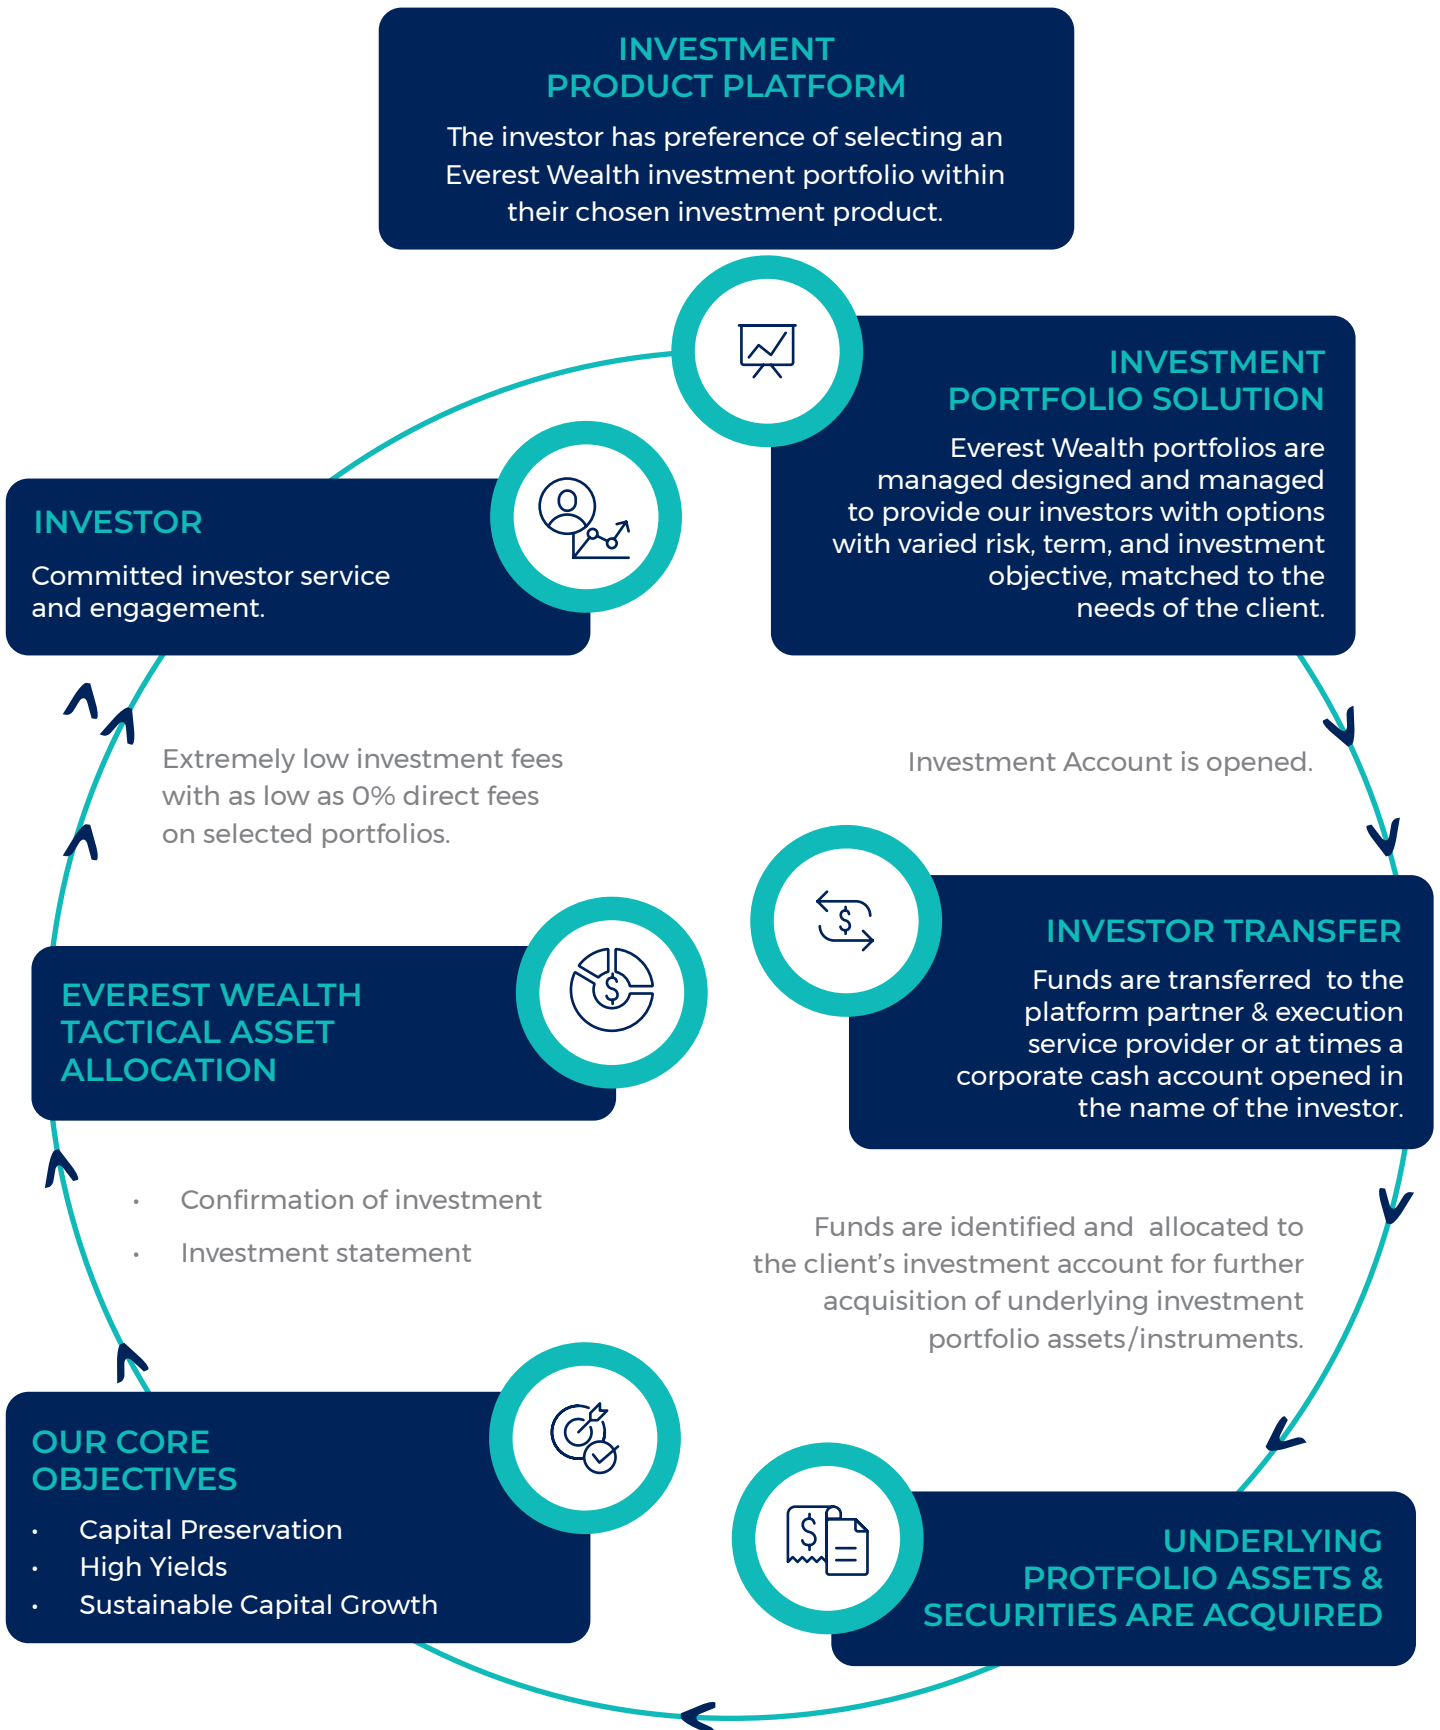 INVESTMENT
PRODUCT PLATFORM
The investor has preference of selecting an
Everest Wealth investment portfolio within
their chosen investment product.
INVESTMENT
PORTFOLIO SOLUTION
Everest Wealth portfolios are
managed designed and managed
to provide our investors with options
with varied risk, term, and investment
objective, matched to the
needs of the client.
INVESTOR
Committed investor service
and engagement.
Extremely low investment fees
with as low as 0% direct fees
on selected portfolios.
Investment Account is opened.
INVESTOR TRANSFER
Funds are transferred to the
platform partner & execution
service provider or at times a
corporate cash account opened in
the name of the investor.
EVEREST WEALTH
TACTICAL ASSET
ALLOCATION
• Confirmation of investment
• Investment statement
Funds are identified and allocated to
the client’s investment account for further
acquisition of underlying investment
portfolio assets/instruments.
OUR CORE
OBJECTIVES
• Capital Preservation
• High Yields
• Sustainable Capital Growth
UNDERLYING
PROTFOLIO ASSETS &
SECURITIES ARE ACQUIRED